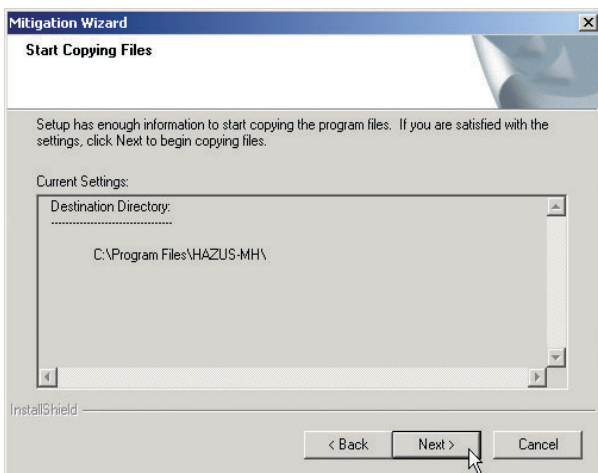 Mitigation Wizard
Start Copying Files
Setup has enough information to start copying the program files.  If you are satisfied with the
settings, click Next to begin copying files.
Current Settings:
Destination Directory:
---------------------------------
C:\Program Files\HAZUS-MH\
InstallShield
< Back
Next >
Cancel